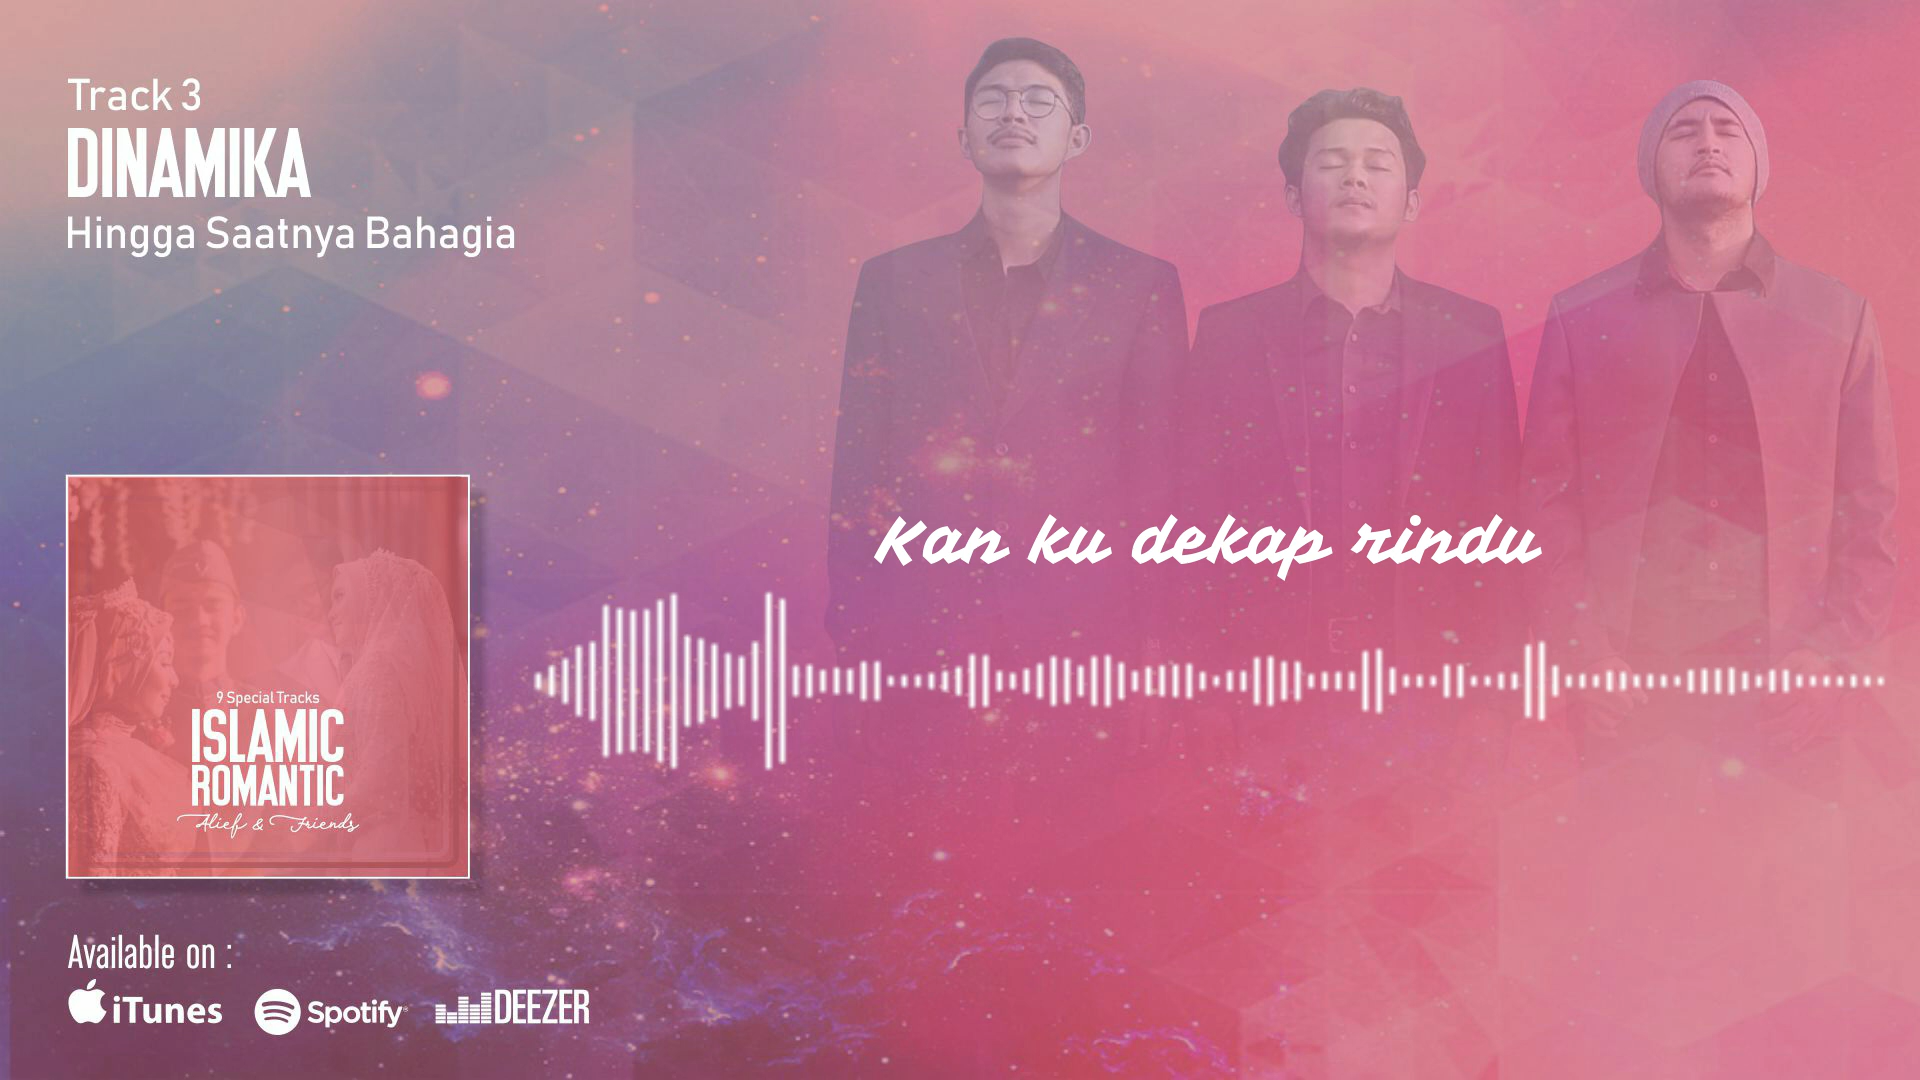 Track 3
DINAMIKA
Hingga Saatnya Bahagia
Kan ku dekap rindu
9 Special Tracks
ISLAMIC
ROMANTIC
Alief & Friends
Available on :
iTunes
Spotify
DEEZER